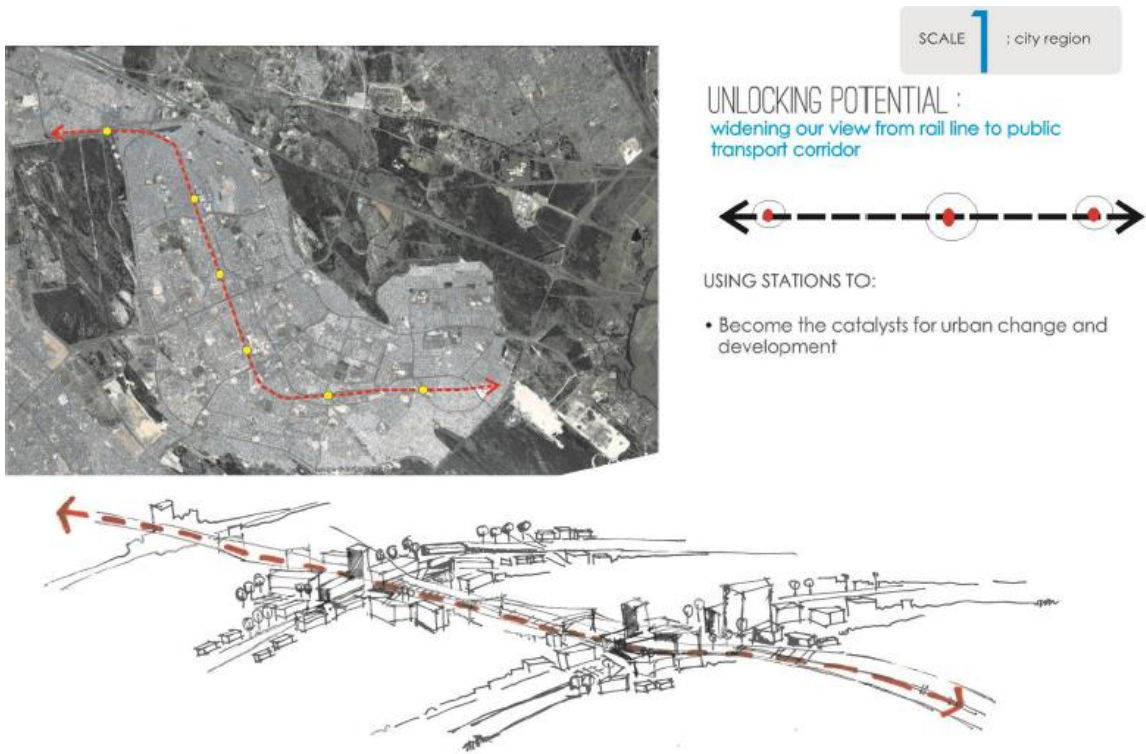 SCALE 1 : city region
UNLOCKING POTENTIAL :
widening our view from rail line to public
transport corridor
USING STATIONS TO:
• Become the catalysts for urban change and
development